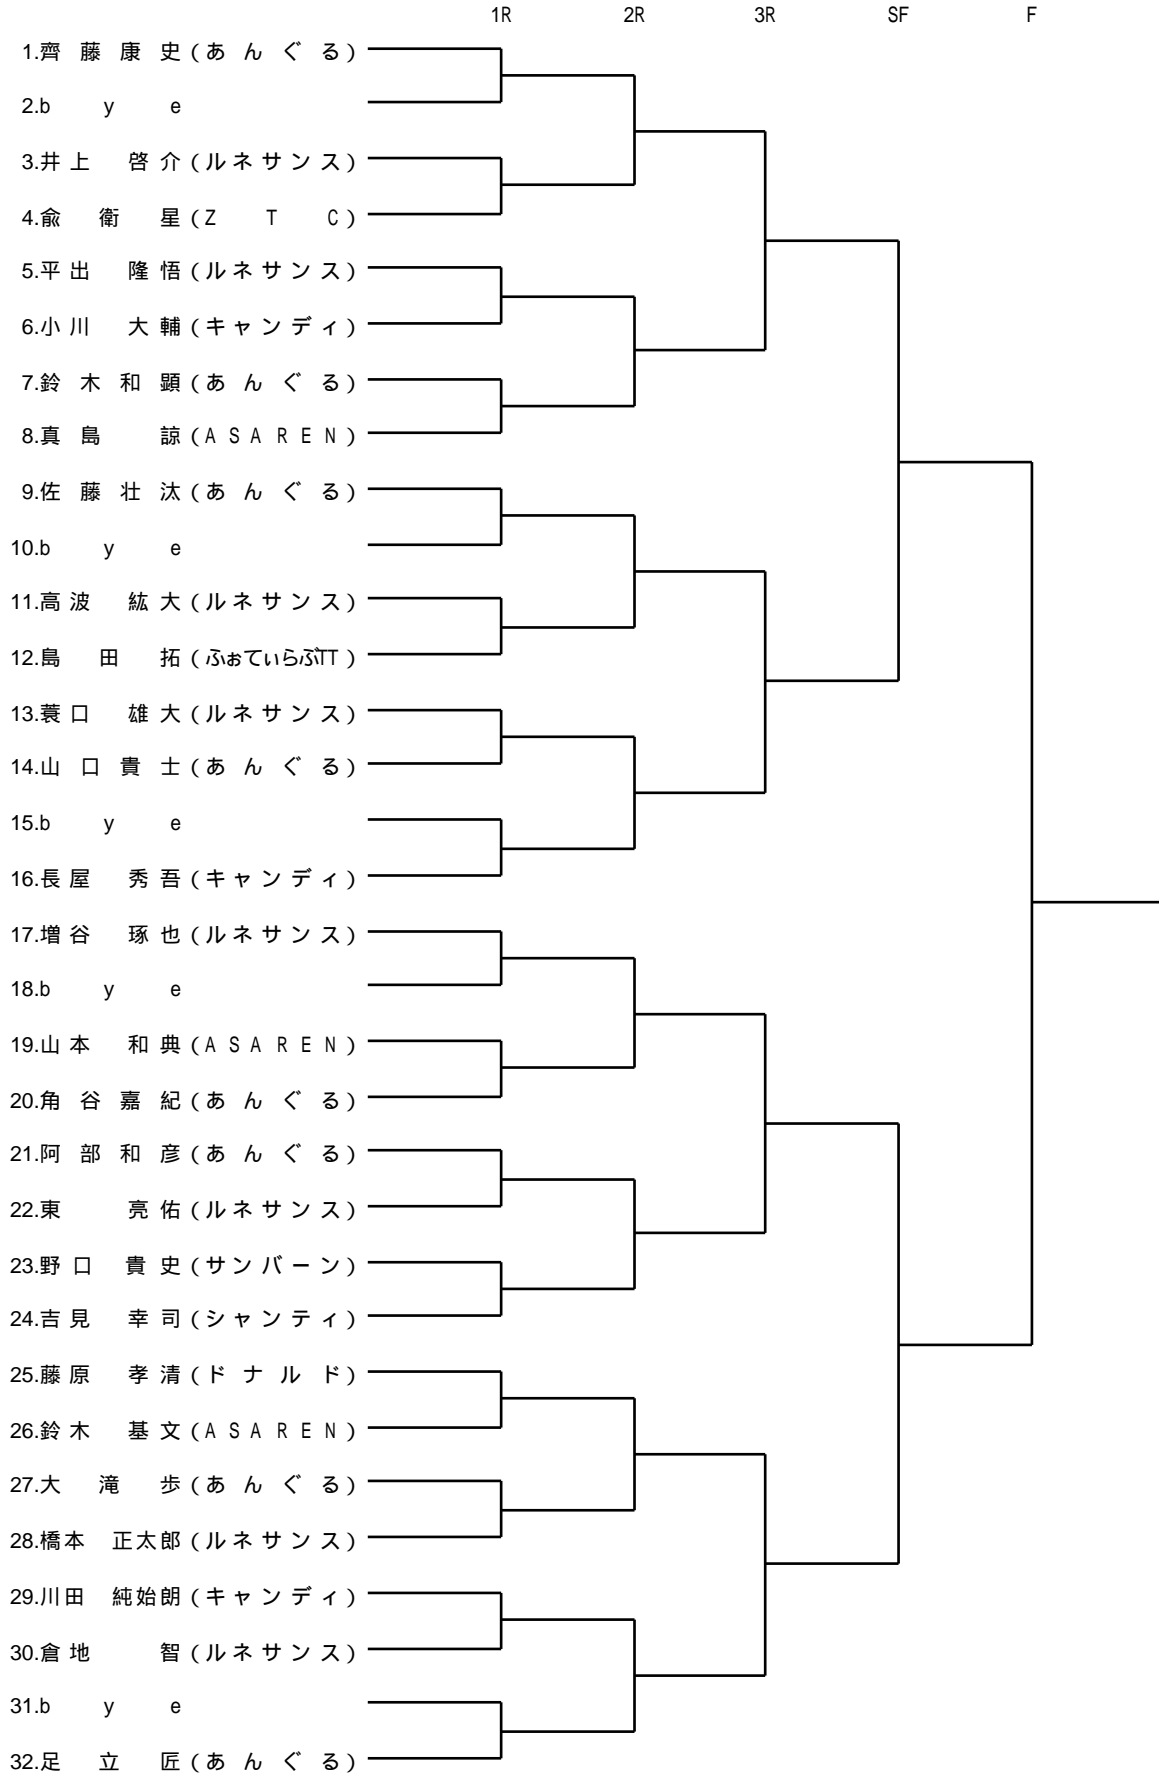 1R 2R 3R SF F
1.齊藤康史(あんぐる)
2.bye
3.井上 啓介(ルネサンス)
4.兪 衛 星(ZTC)
5.平出 隆悟(ルネサンス)
6.小川 大輔(キャンディ)
7.鈴木和顕(あんぐる)
8.真島 諒(ASAREN)
9.佐藤壮汰(あんぐる)
10.bye
11.高波 紘大(ルネサンス)
12.島 田 拓(ふぉてぃらぶTT)
13.蓑口 雄大(ルネサンス)
14.山口貴士(あんぐる)
15.bye
16.長屋 秀吾(キャンディ)
17.増谷 琢也(ルネサンス)
18.bye
19.山本 和典(ASAREN)
20.角谷嘉紀(あんぐる)
21.阿部和彦(あんぐる)
22.東 亮佑(ルネサンス)
23.野口 貴史(サンバーン)
24.吉見 幸司(シャンティ)
25.藤原 孝清(ドナルド)
26.鈴木 基文(ASAREN)
27.大 滝 歩(あんぐる)
28.橋本 正太郎(ルネサンス)
29.川田 純始朗(キャンディ)
30.倉地 智(ルネサンス)
31.bye
32.足 立 匠(あんぐる)